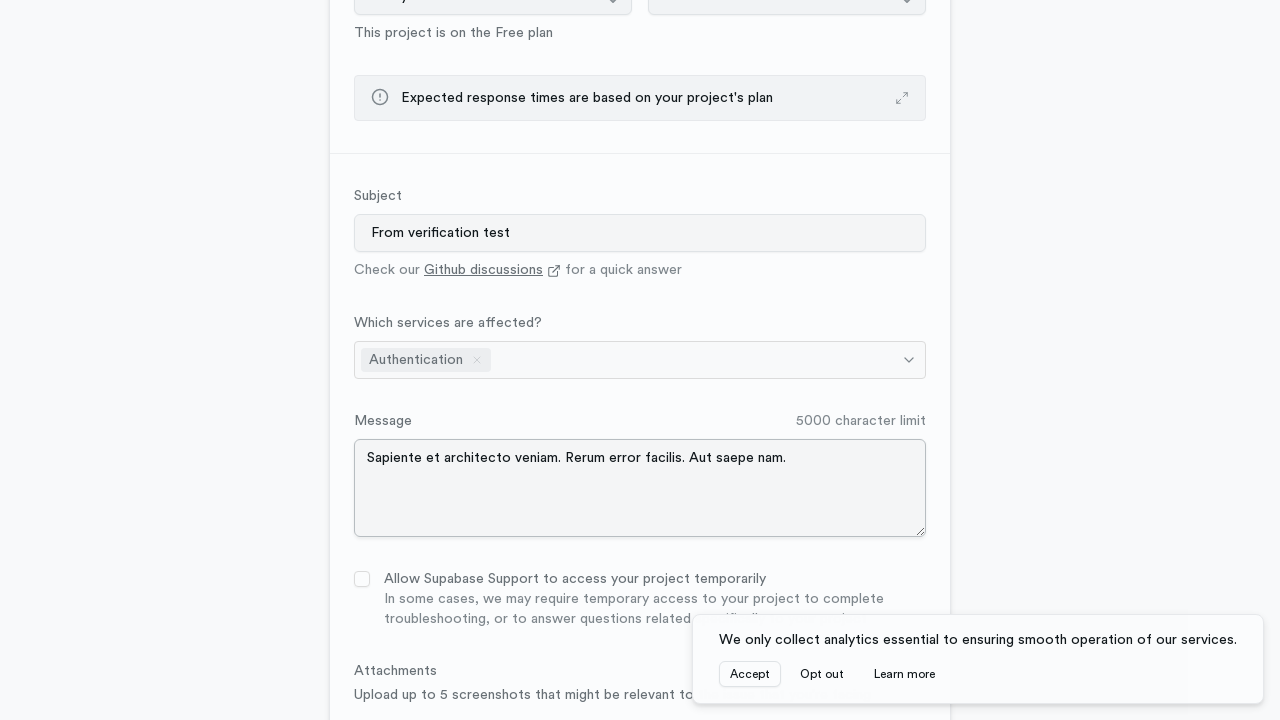 This project is on the Free plan
Expected response times are based on your project's plan
Subject
From verification test
Check our Github discussions for a quick answer
Which services are affected?
Authentication
Message
5000 character limit
Sapiente et architecto veniam. Rerum error facilis. Aut saepe nam.
Allow Supabase Support to access your project temporarily
In some cases, we may require temporary access to your project to complete
troubleshooting, or to answer questions related
We only collect analytics essential to ensuring smooth operation of our services.
Accept
Opt out
Learn more
Attachments
Upload up to 5 screenshots that might be relevant to